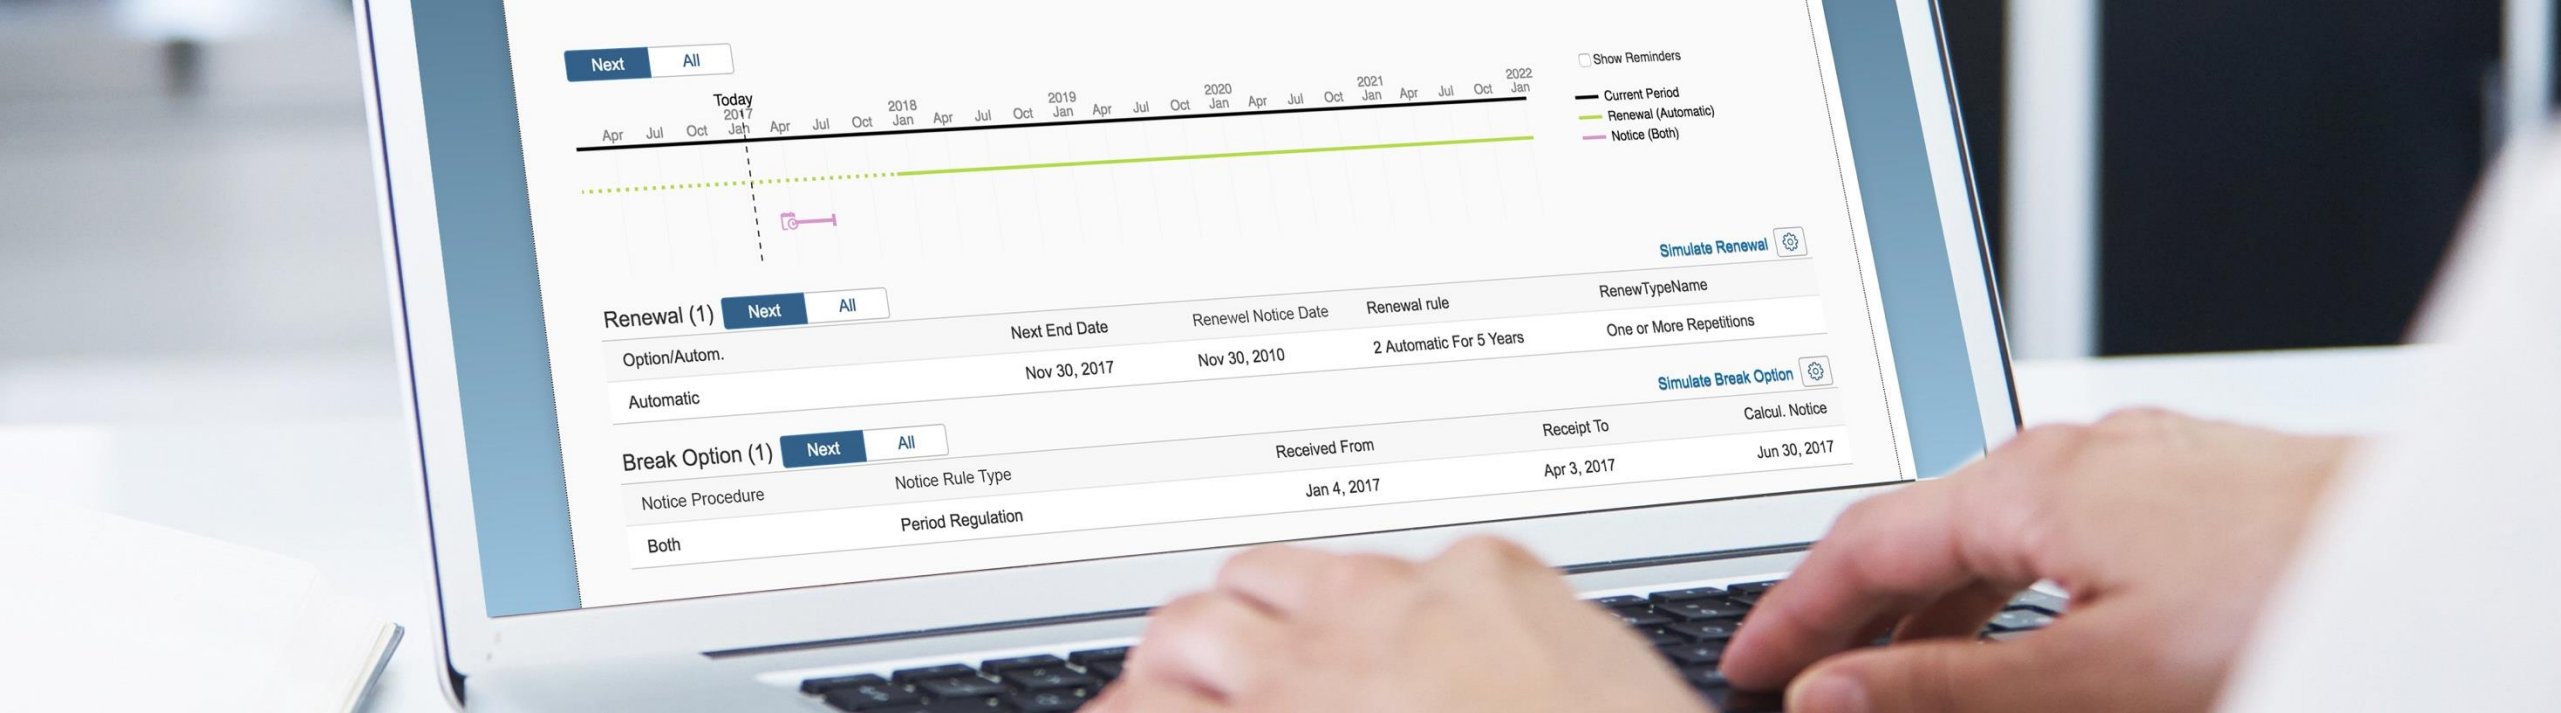 Next All
Today
2017 2018 2019 2020 2021 2022
Apr Jul Oct Jan Apr Jul Oct Jan Apr Jul Oct Jan Apr Jul Oct Jan Apr Jul Oct Jan Apr Jul Oct Jan
Show Reminders
Current Period
Renewal (Automatic)
Notice (Both)
Simulate Renewal
Renewal (1) Next All
Option/Autom. Next End Date Renewel Notice Date Renewal rule RenewTypeName
Automatic Nov 30, 2017 Nov 30, 2010 2 Automatic For 5 Years One or More Repetitions
Simulate Break Option
Break Option (1) Next All
Notice Procedure Notice Rule Type Received From Receipt To Calcul. Notice
Both Period Regulation Jan 4, 2017 Apr 3, 2017 Jun 30, 2017